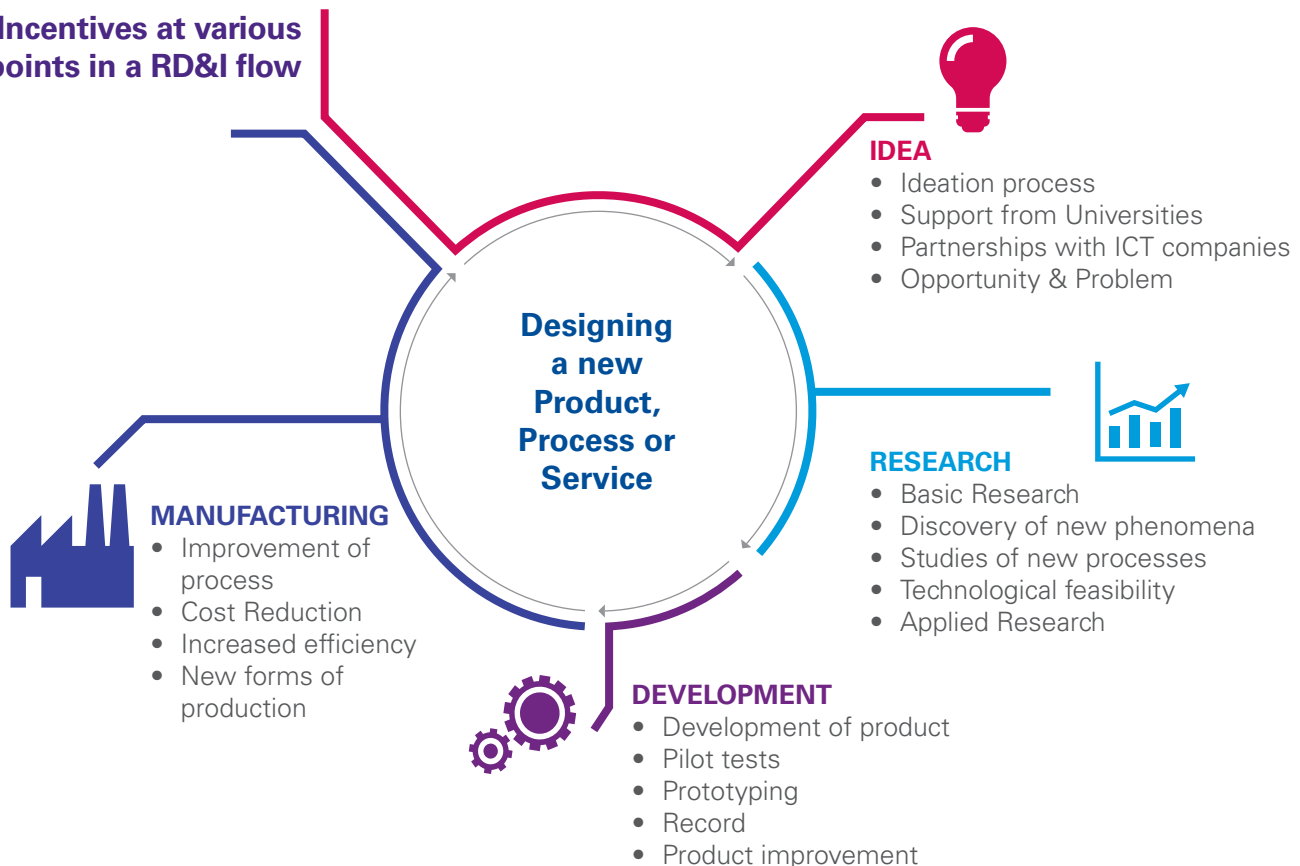 Incentives at various
points in a RD&I flow
IDEA
• Ideation process
• Support from Universities
• Partnerships with ICT companies
• Opportunity & Problem
Designing
a new
Product,
Process or
Service
RESEARCH
• Basic Research
• Discovery of new phenomena
• Studies of new processes
• Technological feasibility
• Applied Research
DEVELOPMENT
• Development of product
• Pilot tests
• Prototyping
• Record
• Product improvement
MANUFACTURING
• Improvement of
process
• Cost Reduction
• Increased efficiency
• New forms of
production